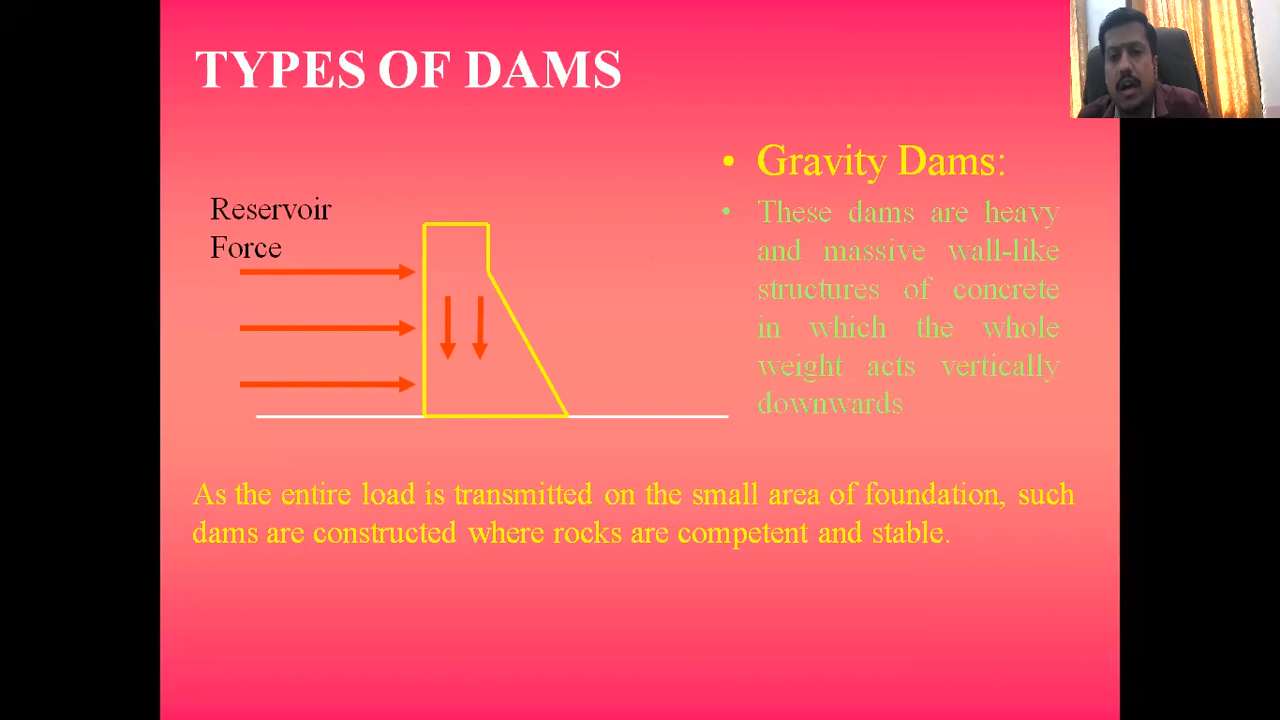 TYPES OF DAMS
Reservoir
Force
• Gravity Dams:
• These dams are heavy
and massive wall-like
structures of concrete
in which the whole
weight acts vertically
downwards
As the entire load is transmitted on the small area of foundation, such
dams are constructed where rocks are competent and stable.